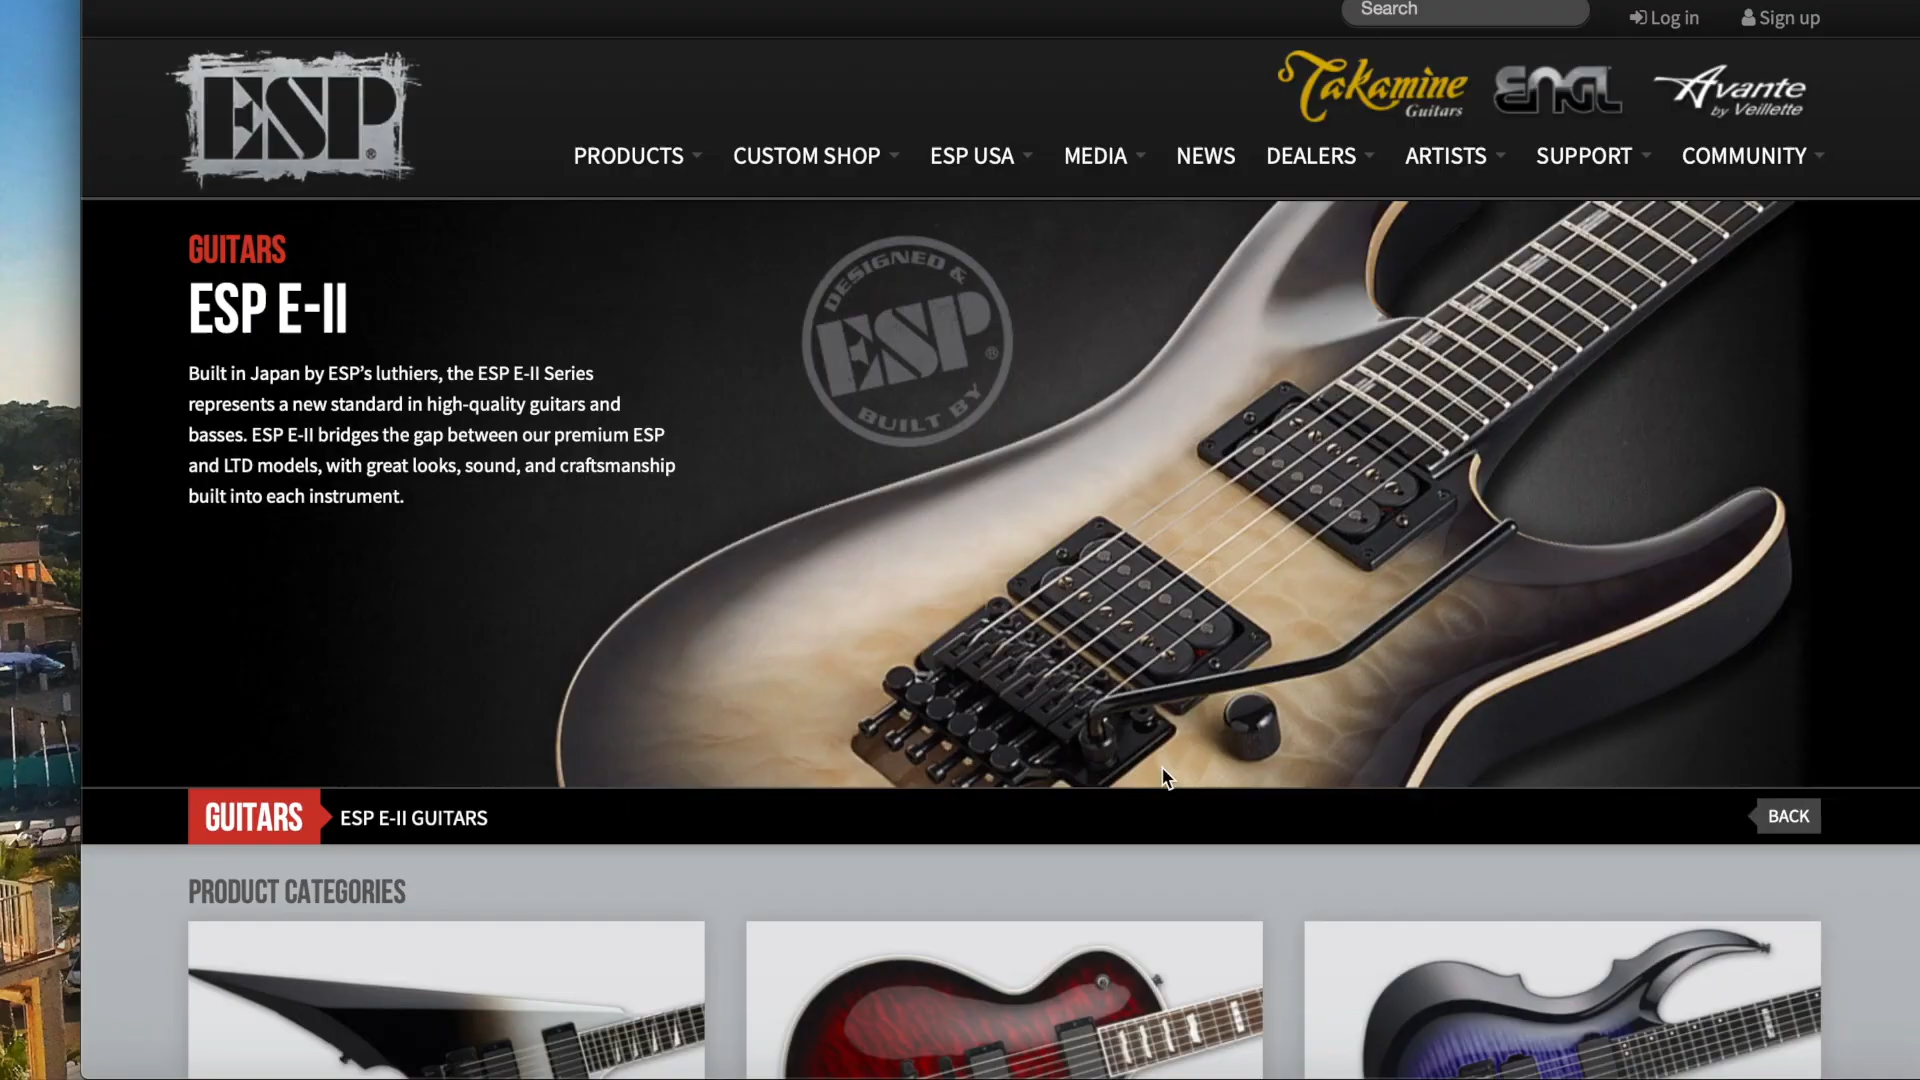 Search
Log in
Sign up
ESP®
Takamine
Guitars
ENGL
Avante
by Veillette
PRODUCTS
CUSTOM SHOP
ESP USA
MEDIA
NEWS
DEALERS
ARTISTS
SUPPORT
COMMUNITY
GUITARS
ESP E-II
Built in Japan by ESP’s luthiers, the ESP E-II Series
represents a new standard in high-quality guitars and
basses. ESP E-II bridges the gap between our premium ESP
and LTD models, with great looks, sound, and craftsmanship
built into each instrument.
DESIGNED &
ESP®
BUILT BY
GUITARS
ESP E-II GUITARS
BACK
PRODUCT CATEGORIES